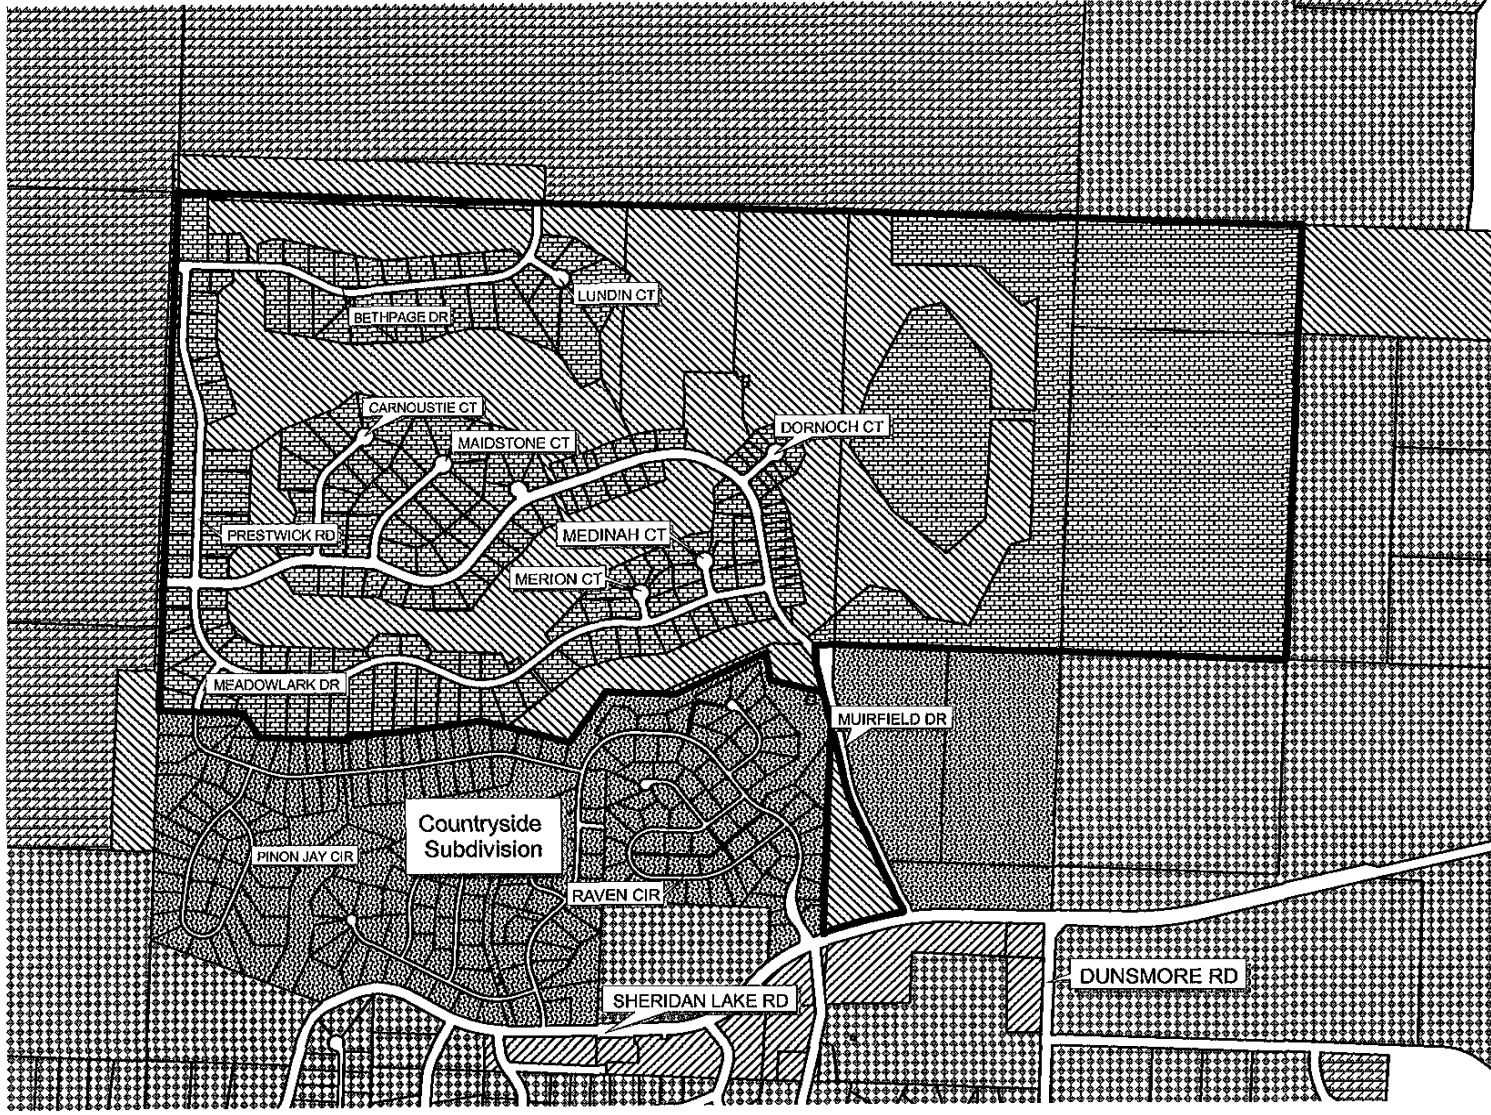 LUNDIN CT
BETHPAGE DR
CARNOUSTIE CT
DORNOCH CT
MAIDSTONE CT
PRESTWICK RD
MEDINAH CT
MERION CT
MEADOWLARK DR
MUIRFIELD DR
Countryside
Subdivision
PINON JAY CIR
RAVEN CIR
DUNSMORE RD
SHERIDAN LAKE RD